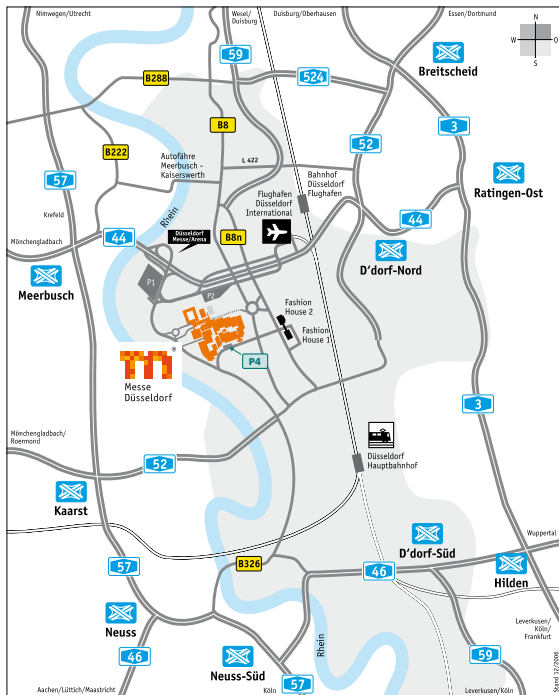 Nimwegen/Utrecht
Wesel/
Duisburg
Duisburg/Oberhausen
Essen/Dortmund
N
W
O
S
59
Breitscheid
B288
524
B8
3
52
B222
L 422
Autofähre
Meerbusch -
Kaiserswerth
Bahnhof
Düsseldorf
Flughafen
57
Ratingen-Ost
Flughafen
Düsseldorf
International
Krefeld
Rhein
44
Mönchengladbach
44
Düsseldorf
Messe/Arena
B8n
D'dorf-Nord
Meerbusch
P1
P2
Fashion
House 2
Fashion
House 1
P4
®
Messe
Düsseldorf
3
Mönchengladbach/
Roermond
52
Düsseldorf
Hauptbahnhof
Kaarst
Wuppertal
D'dorf-Süd
57
B326
46
Hilden
Neuss
Leverkusen/
Köln/
Frankfurt
Rhein
46
Neuss-Süd
59
57
Aachen/Lüttich/Maastricht
Köln
Leverkusen/Köln
Stand 12/2006